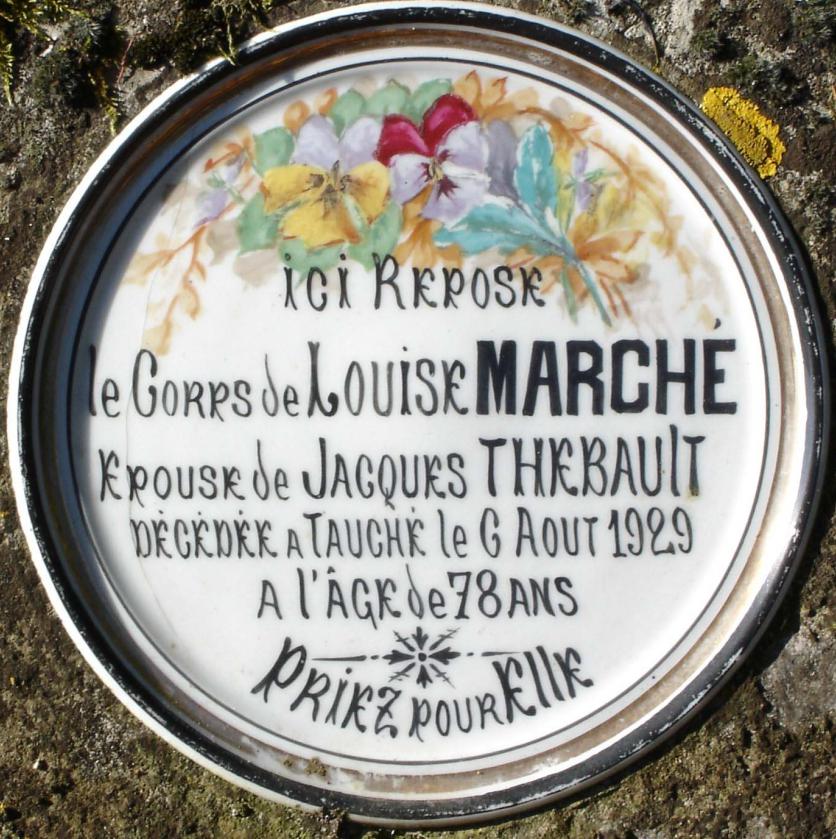 ici Repose
le Corps de Louise MARCHÉ
epouse de Jacques THEBAULT
DÉCÉDÉE A TAUCHÉ le 6 Aout 1929
A l'ÂGE de 78 ANS
PRIEZ POUR Elle